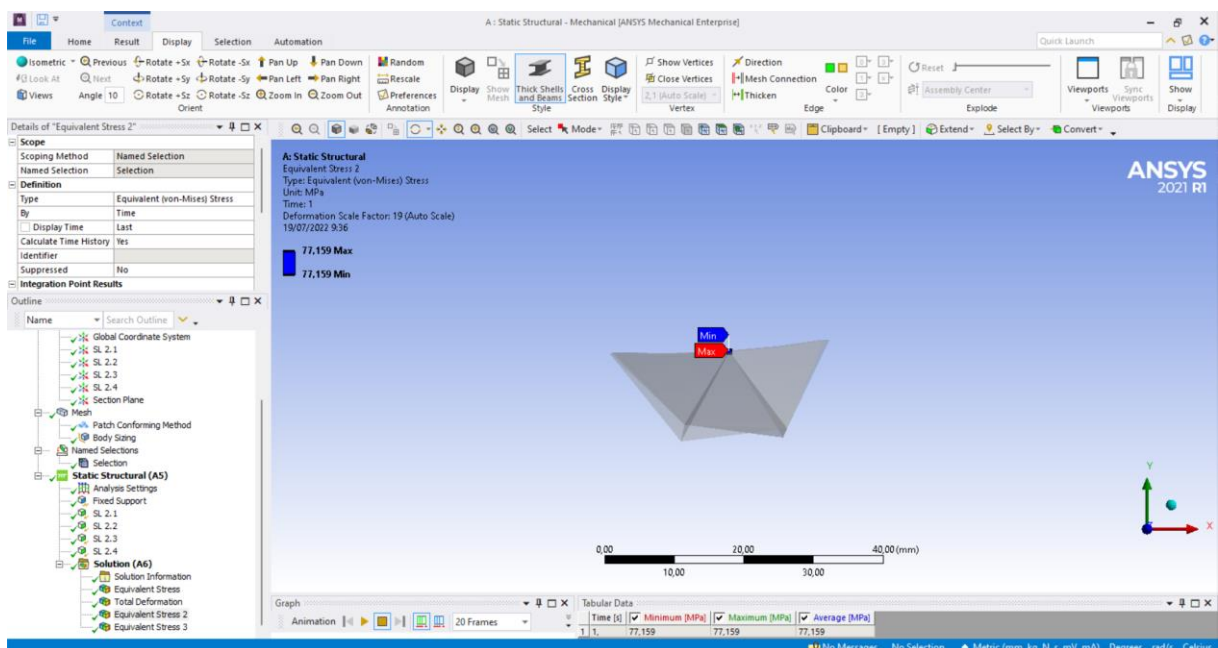 Context
A : Static Structural - Mechanical [ANSYS Mechanical Enterprise]
File Home Result Display Selection Automation
Quick Launch
Isometric Previous Rotate +Sx Rotate -Sx Pan Up Pan Down
Look At Next Rotate +Sy Rotate -Sy Pan Left Pan Right
Views Angle 10 Rotate +Sz Rotate -Sz Zoom In Zoom Out
Orient
Random
Rescale
Preferences
Annotation
Display Show Mesh Thick Shells and Beams Cross Section Display Style
Style
Show Vertices
Close Vertices
2,1 (Auto Scale)
Vertex
Direction
Mesh Connection
Thicken
Color
Edge
Reset
Assembly Center
Explode
Viewports Sync Viewports
Viewports
Show
Display
Details of "Equivalent Stress 2"
Select Mode Clipboard [Empty] Extend Select By Convert
Scope
Scoping Method Named Selection
Named Selection Selection
Definition
Type Equivalent (von-Mises) Stress
By Time
Display Time Last
Calculate Time History Yes
Identifier
Suppressed No
Integration Point Results
Outline
Name Search Outline
Global Coordinate System
SL 2.1
SL 2.2
SL 2.3
SL 2.4
Section Plane
Mesh
Patch Conforming Method
Body Sizing
Named Selections
Selection
Static Structural (A5)
Analysis Settings
Fixed Support
SL 2.1
SL 2.2
SL 2.3
SL 2.4
Solution (A6)
Solution Information
Equivalent Stress
Total Deformation
Equivalent Stress 2
Equivalent Stress 3
A: Static Structural
Equivalent Stress 2
Type: Equivalent (von-Mises) Stress
Unit: MPa
Time: 1
Deformation Scale Factor: 19 (Auto Scale)
19/07/2022 9:36
77,159 Max
77,159 Min
ANSYS
2021 R1
Min
Max
Y
X
0,00 20,00 40,00 (mm)
10,00 30,00
Graph
Animation 20 Frames
Tabular Data
Time [s] Minimum [MPa] Maximum [MPa] Average [MPa]
1 1, 77,159 77,159 77,159
No Messages No Selection Metric (mm, kg, N, s, mV, mA) Degrees rad/s Celsius